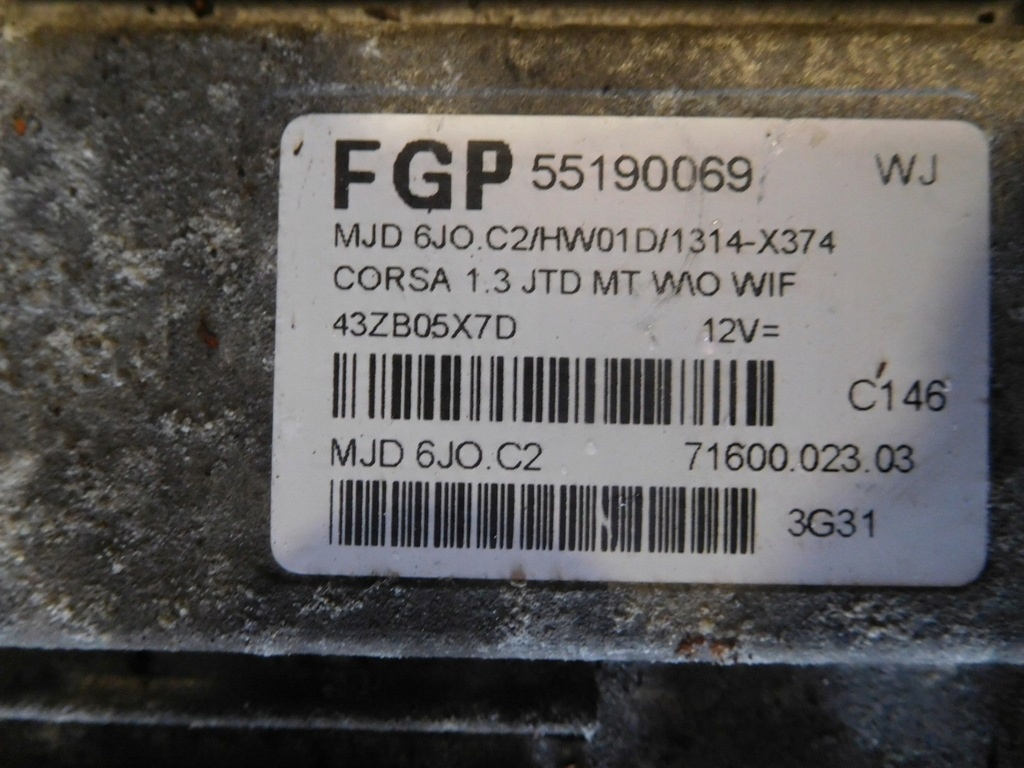 FGP 55190069 WJ
MJD 6JO.C2/HW01D/1314-X374
CORSA 1.3 JTD MT W\O WIF
43ZB05X7D 12V=
C146
MJD 6JO.C2 71600.023.03
3G31